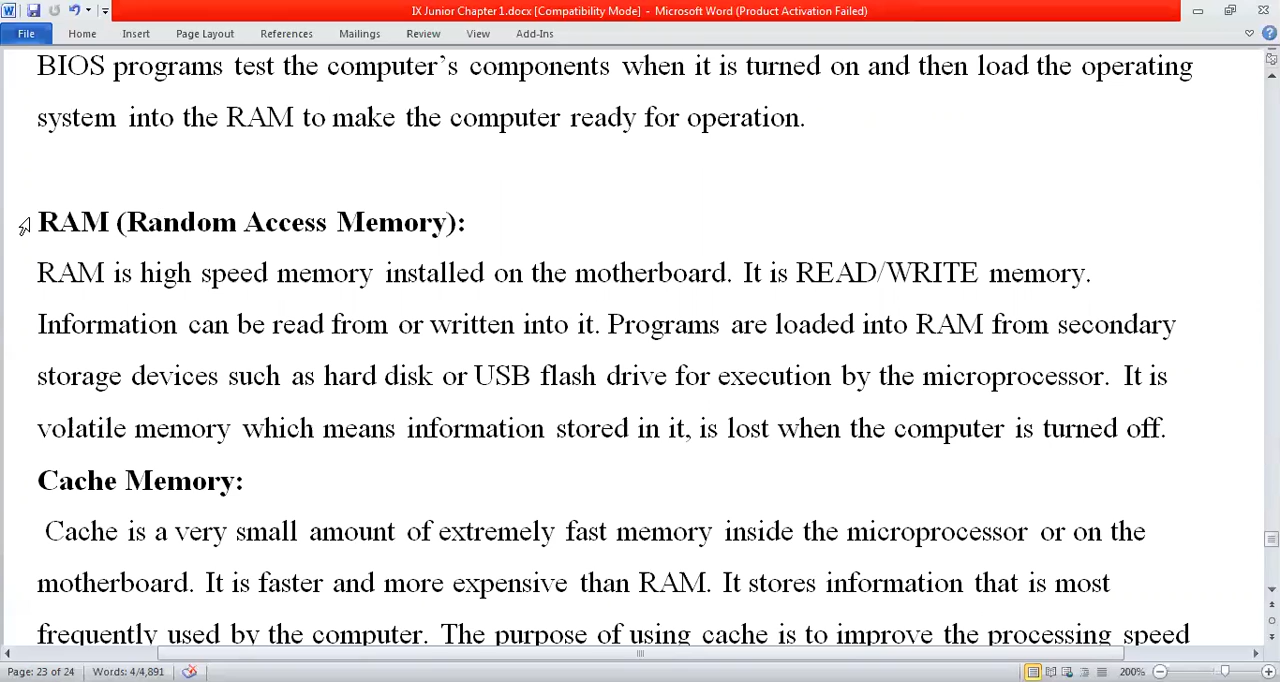 IX Junior Chapter 1.docx [Compatibility Mode] - Microsoft Word (Product Activation Failed)
File Home Insert Page Layout References Mailings Review View Add-Ins
BIOS programs test the computer’s components when it is turned on and then load the operating
system into the RAM to make the computer ready for operation.
RAM (Random Access Memory):
RAM is high speed memory installed on the motherboard. It is READ/WRITE memory.
Information can be read from or written into it. Programs are loaded into RAM from secondary
storage devices such as hard disk or USB flash drive for execution by the microprocessor. It is
volatile memory which means information stored in it, is lost when the computer is turned off.
Cache Memory:
Cache is a very small amount of extremely fast memory inside the microprocessor or on the
motherboard. It is faster and more expensive than RAM. It stores information that is most
frequently used by the computer. The purpose of using cache is to improve the processing speed
Page: 23 of 24 Words: 4/4,891 200%